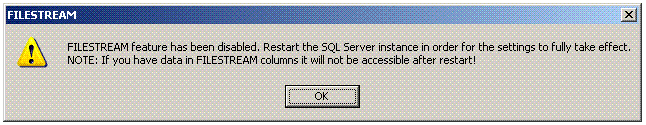 FILESTREAM
FILESTREAM feature has been disabled. Restart the SQL Server instance in order for the settings to fully take effect.
NOTE: If you have data in FILESTREAM columns it will not be accessible after restart!
OK